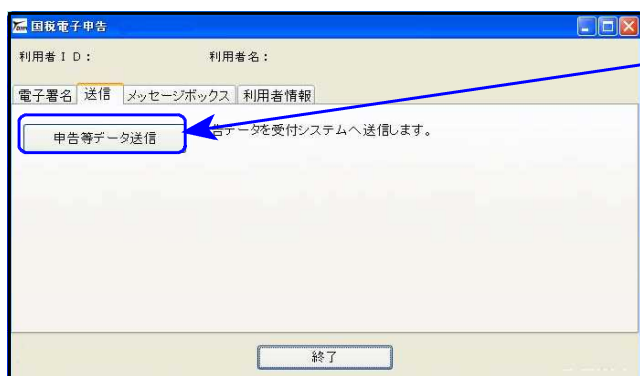 国税電子申告
利用者ID: 利用者名:
電子署名 送信 メッセージボックス 利用者情報
申告等データ送信 告データを受付システムへ送信します。
終了